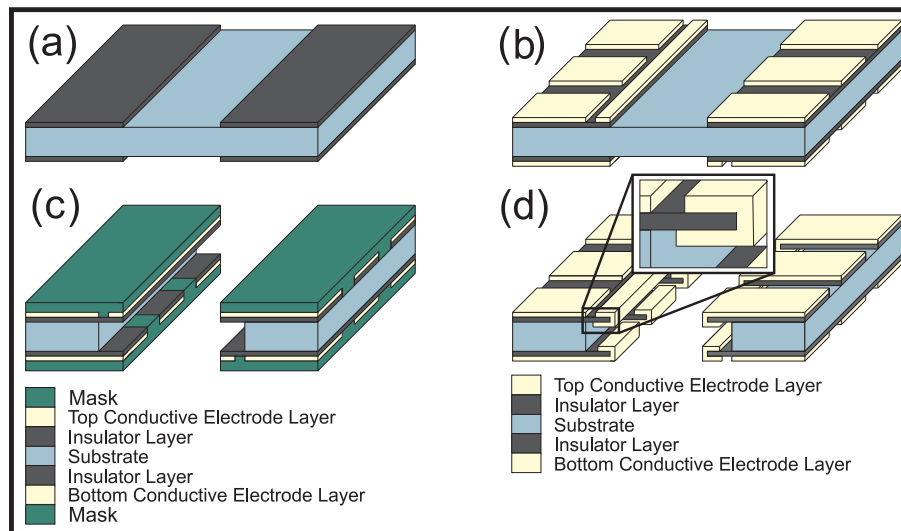 (a)
(b)
(c)
(d)
Mask
Top Conductive Electrode Layer
Insulator Layer
Substrate
Insulator Layer
Bottom Conductive Electrode Layer
Mask
Top Conductive Electrode Layer
Insulator Layer
Substrate
Insulator Layer
Bottom Conductive Electrode Layer